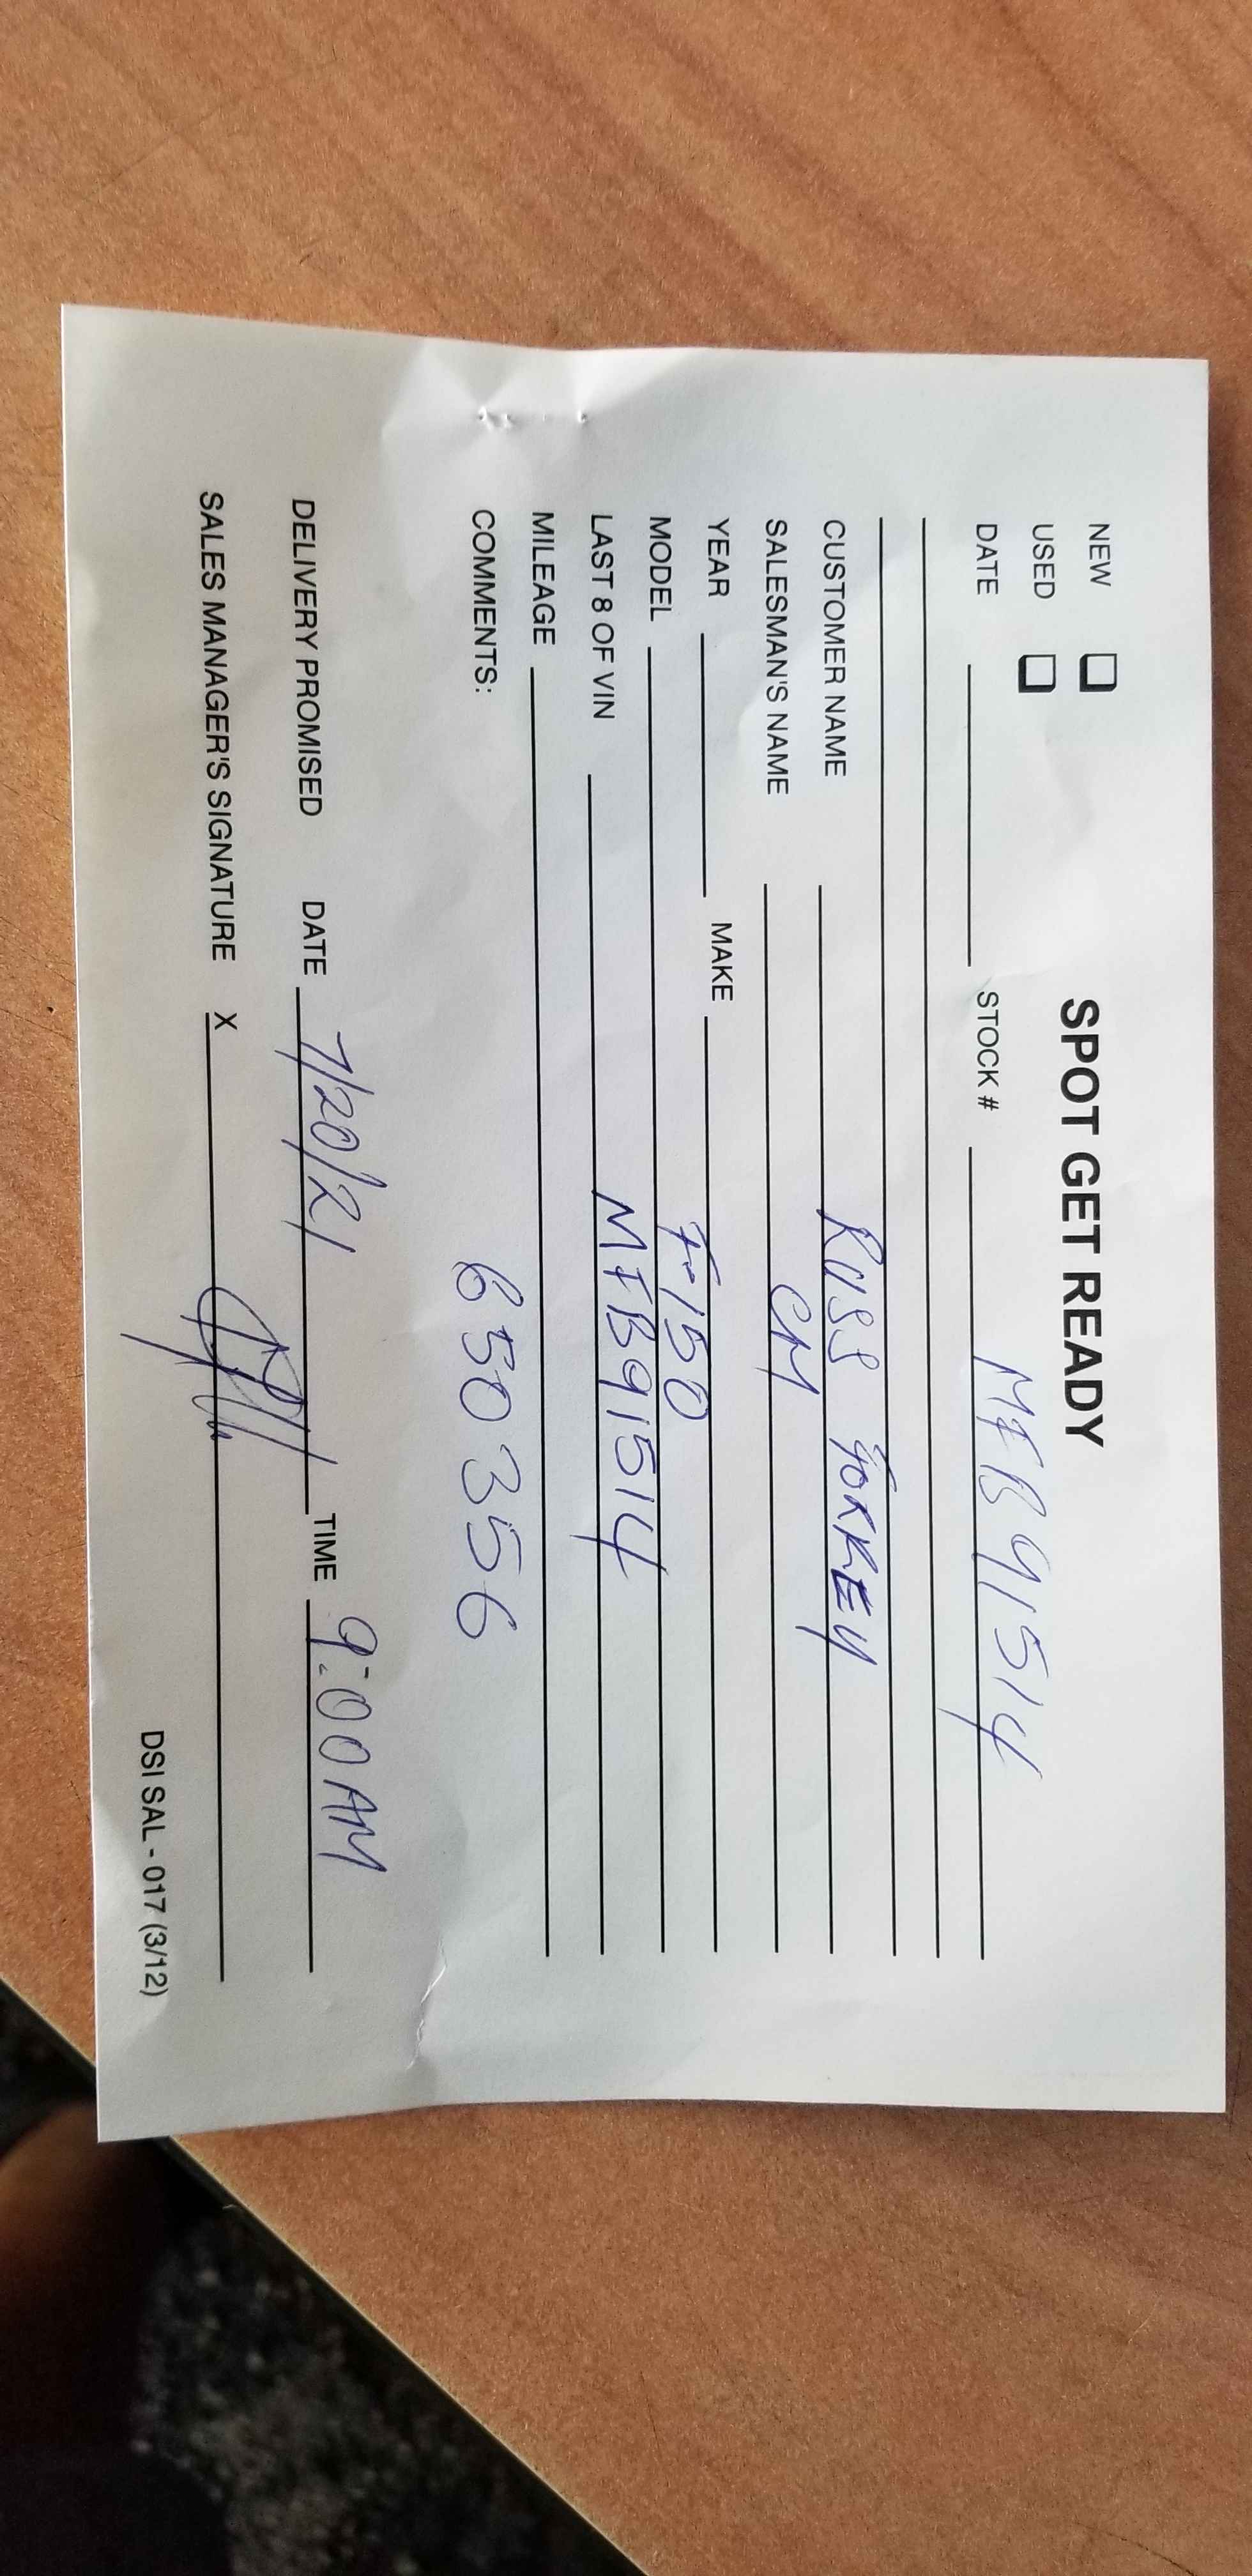 SPOT GET READY
NEW
USED
DATE STOCK # MFB91514
CUSTOMER NAME RUSS YORKEY
SALESMAN'S NAME CM
YEAR MAKE
MODEL F-150
LAST 8 OF VIN MFB91514
MILEAGE
COMMENTS: 650356
DELIVERY PROMISED DATE 7/20/21 TIME 9:00 AM
SALES MANAGER'S SIGNATURE X
DSI SAL - 017 (3/12)